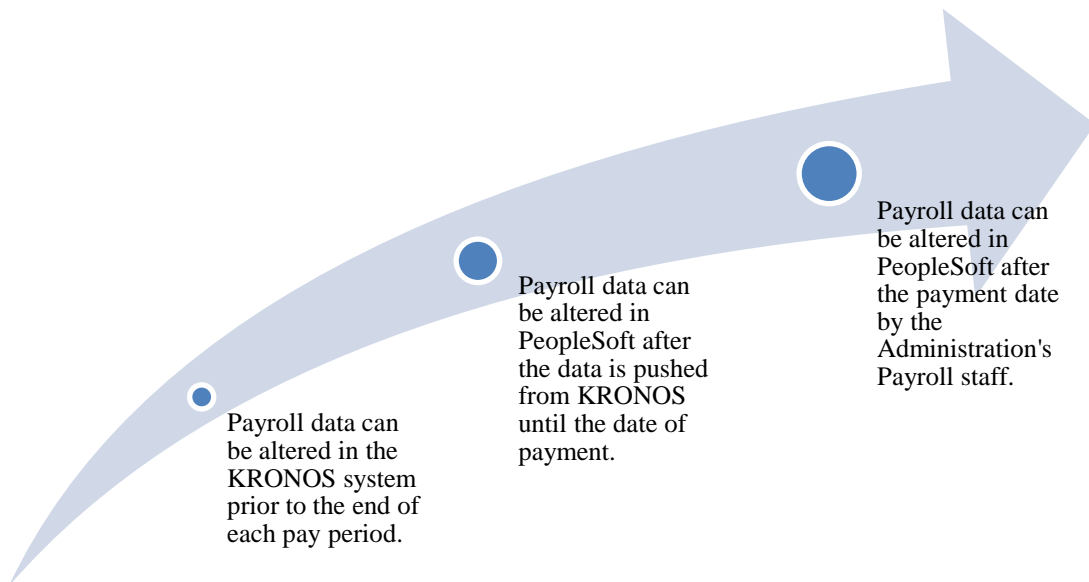 Payroll data can
be altered in the
KRONOS system
prior to the end of
each pay period.
Payroll data can
be altered in
PeopleSoft after
the data is pushed
from KRONOS
until the date of
payment.
Payroll data can
be altered in
PeopleSoft after
the payment date
by the
Administration's
Payroll staff.